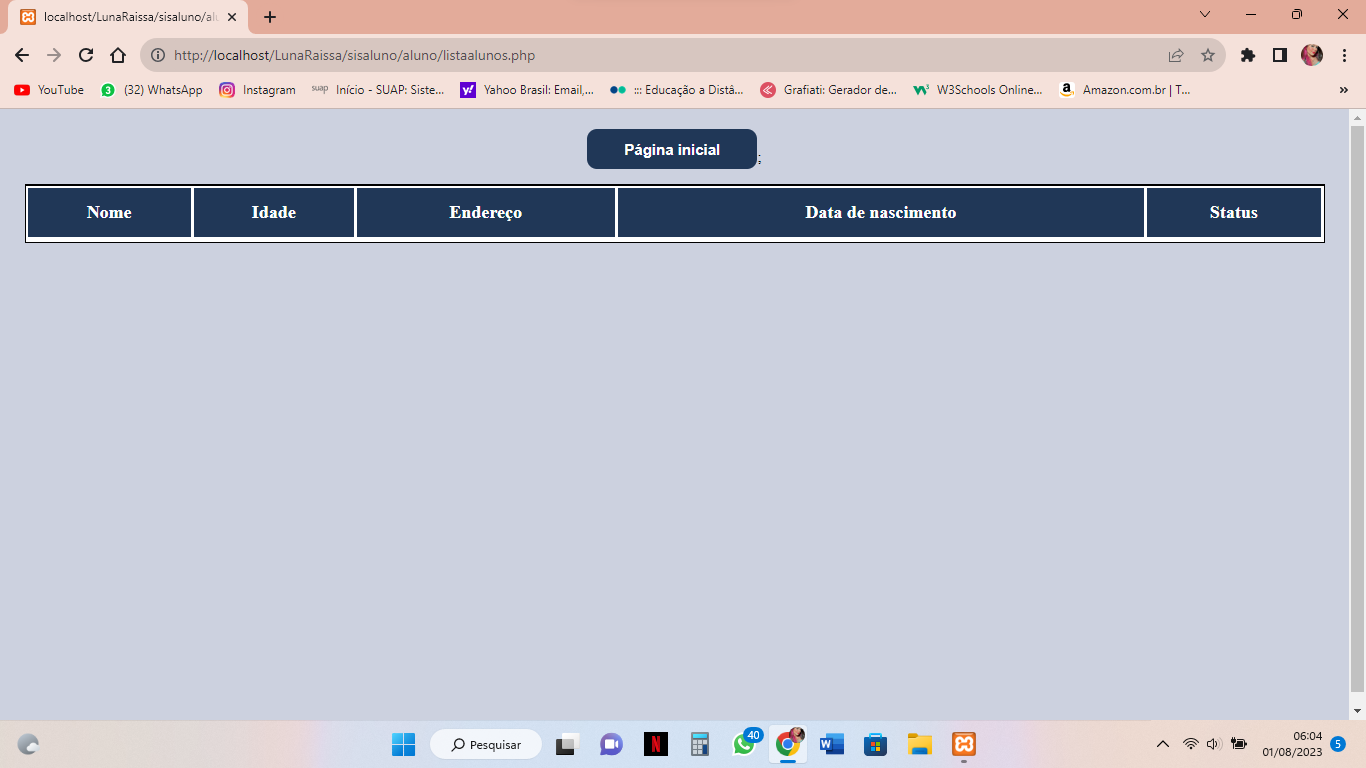 localhost/LunaRaissa/sisaluno/alu
http://localhost/LunaRaissa/sisaluno/aluno/listaalunos.php
YouTube
3
(32) WhatsApp
Instagram
suap
Início - SUAP: Siste...
Yahoo Brasil: Email,...
::: Educação a Distâ...
Grafiati: Gerador de...
W3Schools Online...
Amazon.com.br | T...
Página inicial ;
Nome Idade Endereço Data de nascimento Status
Pesquisar
40
06:04
01/08/2023
5